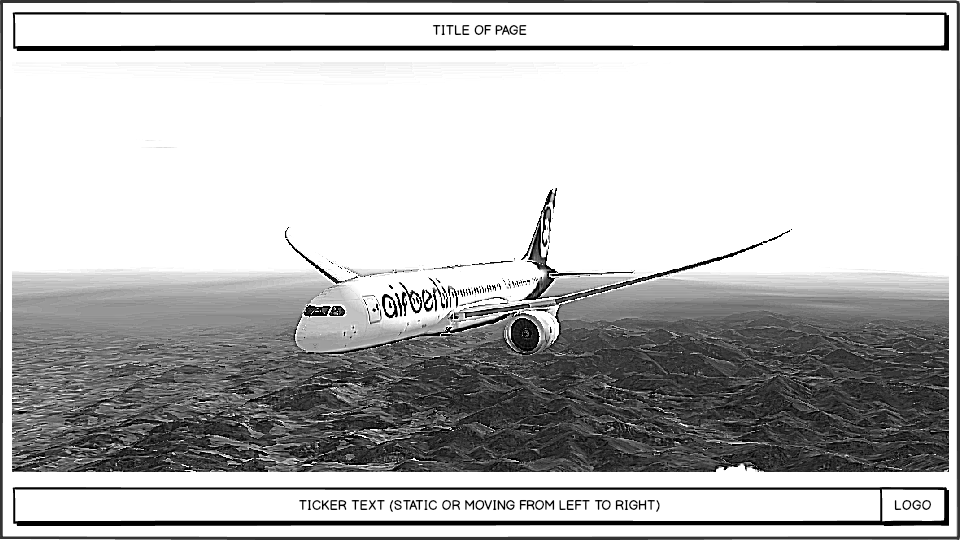 TITLE OF PAGE
airberlin
TICKER TEXT (STATIC OR MOVING FROM LEFT TO RIGHT)
LOGO